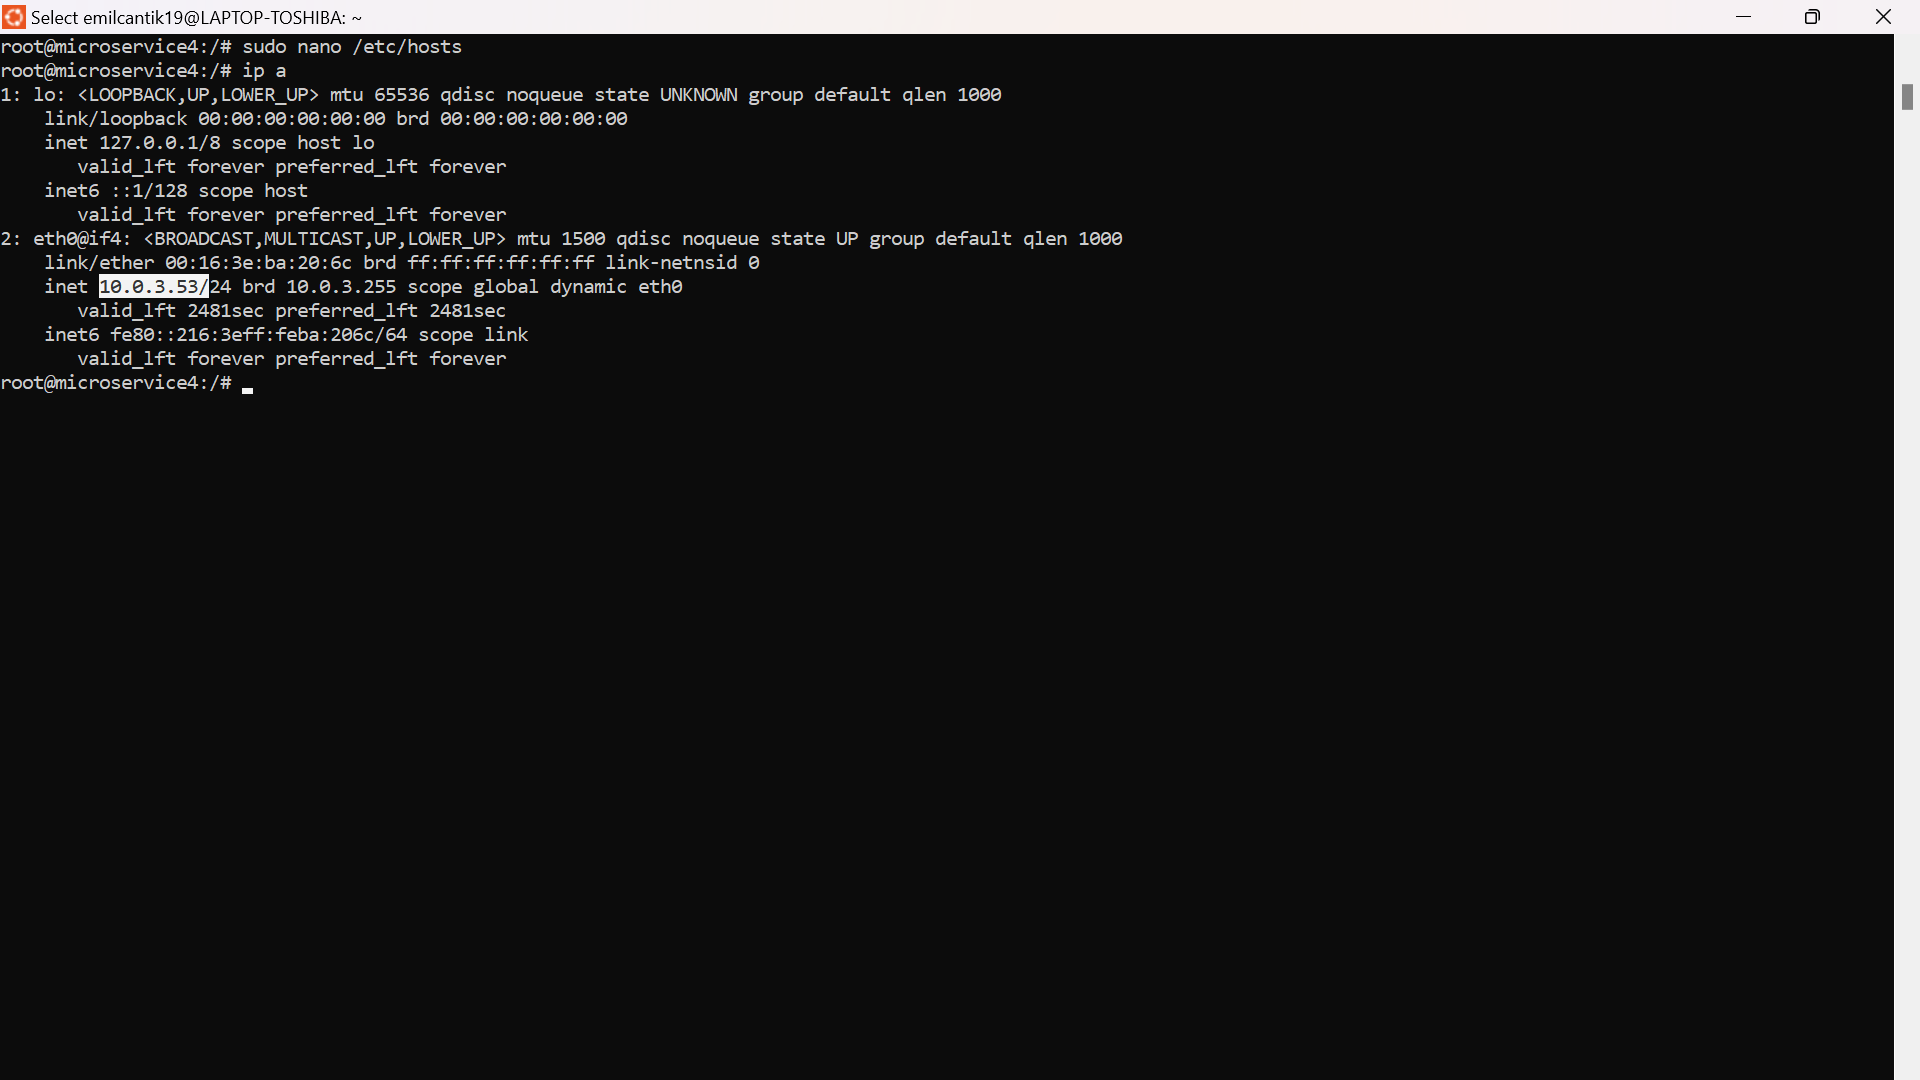 Select emilcantik19@LAPTOP-TOSHIBA: ~
root@microservice4:/# sudo nano /etc/hosts
root@microservice4:/# ip a
1: lo: <LOOPBACK,UP,LOWER_UP> mtu 65536 qdisc noqueue state UNKNOWN group default qlen 1000
    link/loopback 00:00:00:00:00:00 brd 00:00:00:00:00:00
    inet 127.0.0.1/8 scope host lo
       valid_lft forever preferred_lft forever
    inet6 ::1/128 scope host
       valid_lft forever preferred_lft forever
2: eth0@if4: <BROADCAST,MULTICAST,UP,LOWER_UP> mtu 1500 qdisc noqueue state UP group default qlen 1000
    link/ether 00:16:3e:ba:20:6c brd ff:ff:ff:ff:ff:ff link-netnsid 0
    inet 10.0.3.53/24 brd 10.0.3.255 scope global dynamic eth0
       valid_lft 2481sec preferred_lft 2481sec
    inet6 fe80::216:3eff:feba:206c/64 scope link
       valid_lft forever preferred_lft forever
root@microservice4:/#